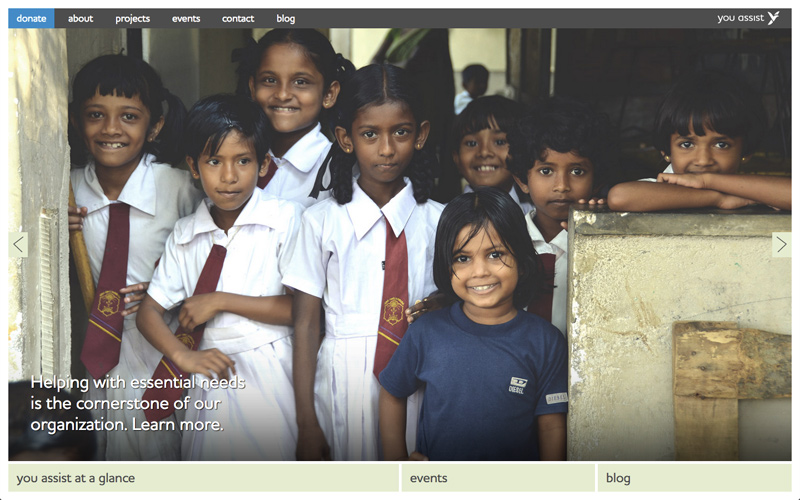 donate about projects events contact blog
you assist
DIESEL
Helping with essential needs
is the cornerstone of our
organization. Learn more.
you assist at a glance
events
blog